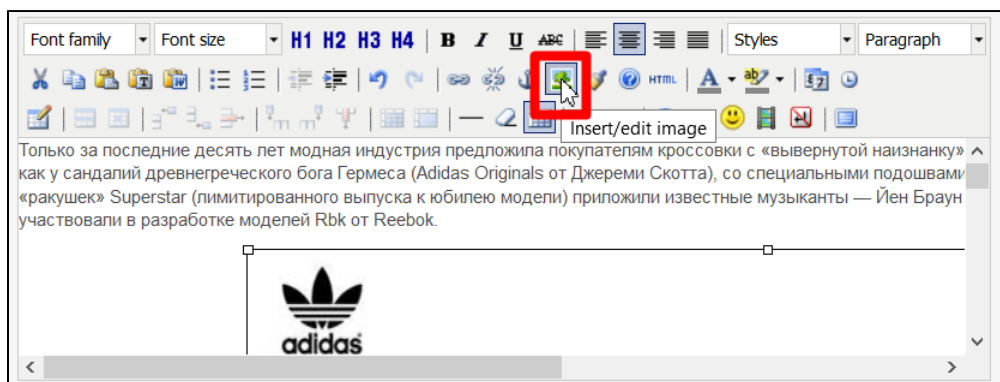 Font family Font size H1 H2 H3 H4 B I U ABC Styles Paragraph
T W HTML A ab
Insert/edit image
Только за последние десять лет модная индустрия предложила покупателям кроссовки с «вывернутой наизнанку»
как у сандалий древнегреческого бога Гермеса (Adidas Originals от Джереми Скотта), со специальными подошвами
«ракушек» Superstar (лимитированного выпуска к юбилею модели) приложили известные музыканты — Йен Браун
участвовали в разработке моделей Rbk от Reebok.
adidas